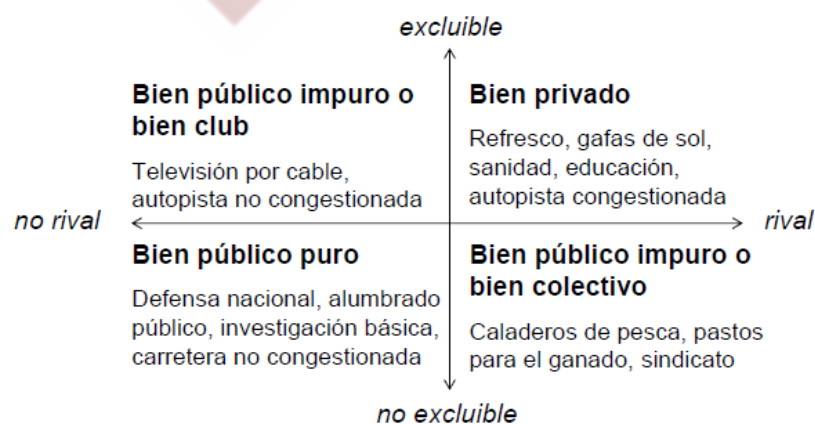 excluible
Bien público impuro o
bien club
Televisión por cable,
autopista no congestionada
Bien privado
Refresco, gafas de sol,
sanidad, educación,
autopista congestionada
no rival
rival
Bien público puro
Defensa nacional, alumbrado
público, investigación básica,
carretera no congestionada
Bien público impuro o
bien colectivo
Caladeros de pesca, pastos
para el ganado, sindicato
no excluible